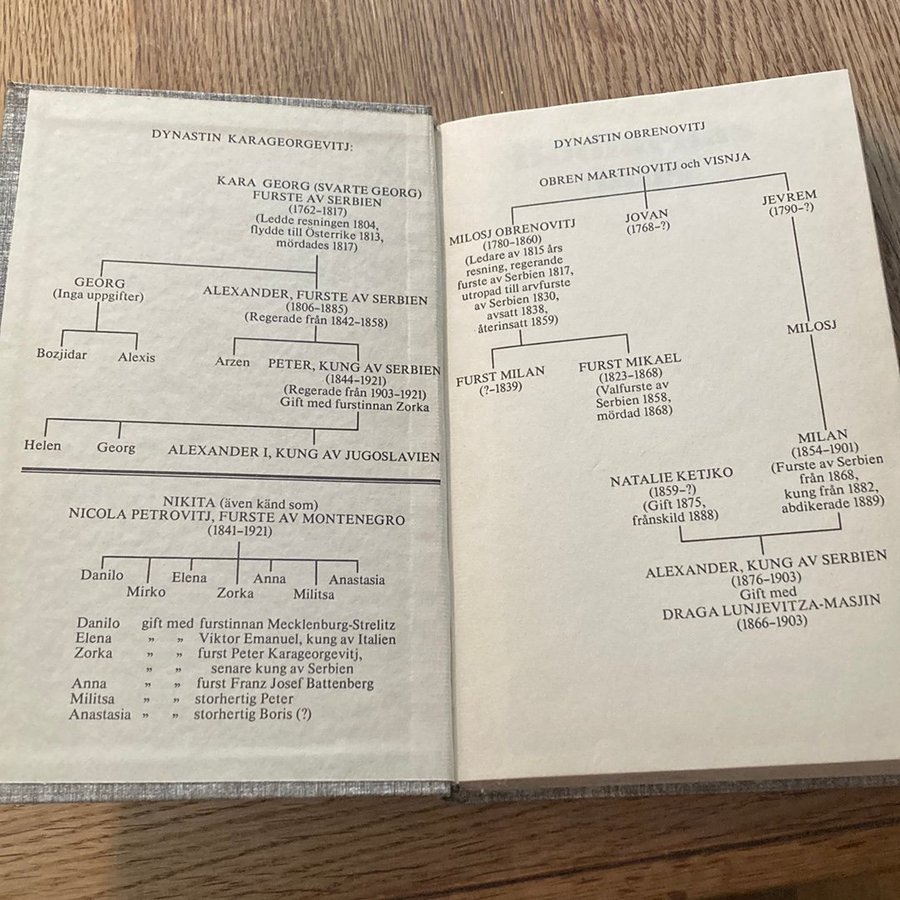 DYNASTIN KARAGEORGEVITJ:
KARA GEORG (SVARTE GEORG)
FURSTE AV SERBIEN
(1762–1817)
(Ledde resningen 1804,
flydde till Österrike 1813,
mördades 1817)
GEORG
(Inga uppgifter)
ALEXANDER, FURSTE AV SERBIEN
(1806–1885)
(Regerade från 1842–1858)
Bozjidar Alexis
Arzen PETER, KUNG AV SERBIEN
(1844–1921)
(Regerade från 1903–1921)
Gift med furstinnan Zorka
Helen Georg ALEXANDER I, KUNG AV JUGOSLAVIEN
NIKITA (även känd som)
NICOLA PETROVITJ, FURSTE AV MONTENEGRO
(1841–1921)
Danilo Elena Anna Anastasia
Mirko Zorka Militsa
Danilo gift med furstinnan Mecklenburg-Strelitz
Elena ” ” Viktor Emanuel, kung av Italien
Zorka ” ” furst Peter Karageorgevitj,
” ” senare kung av Serbien
Anna ” ” furst Franz Josef Battenberg
Militsa ” ” storhertig Peter
Anastasia ” ” storhertig Boris (?)
DYNASTIN OBRENOVITJ
OBREN MARTINOVITJ och VISNJA
MILOSJ OBRENOVITJ
(1780–1860)
(Ledare av 1815 års
resning, regerande
furste av Serbien 1817,
utropad till arvfurste
av Serbien 1830,
avsatt 1838,
återinsatt 1859)
JOVAN
(1768–?)
JEVREM
(1790–?)
MILOSJ
FURST MILAN
(?–1839)
FURST MIKAEL
(1823–1868)
(Valfurste av
Serbien 1858,
mördad 1868)
NATALIE KETJKO
(1859–?)
(Gift 1875,
frånskild 1888)
MILAN
(1854–1901)
(Furste av Serbien
från 1868,
kung från 1882,
abdikerade 1889)
ALEXANDER, KUNG AV SERBIEN
(1876–1903)
Gift med
DRAGA LUNJEVITZA-MASJIN
(1866–1903)